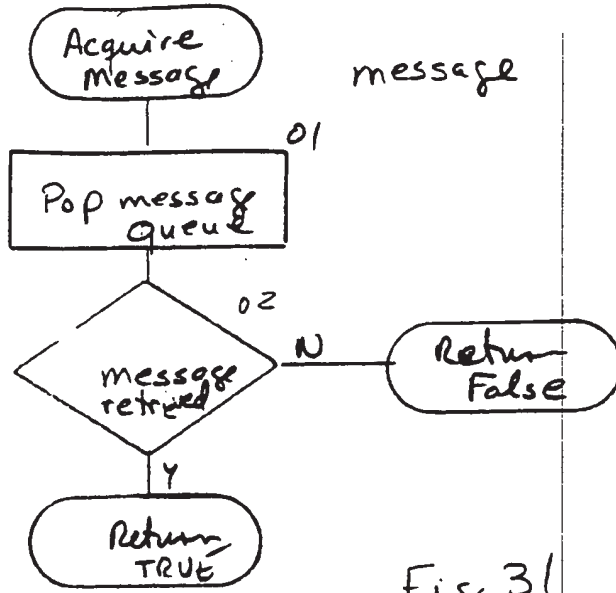 Acquire
message
message
01
Pop message
queue
02
message
retrieved
N
Return
False
Y
Return
TRUE
Fig. 31